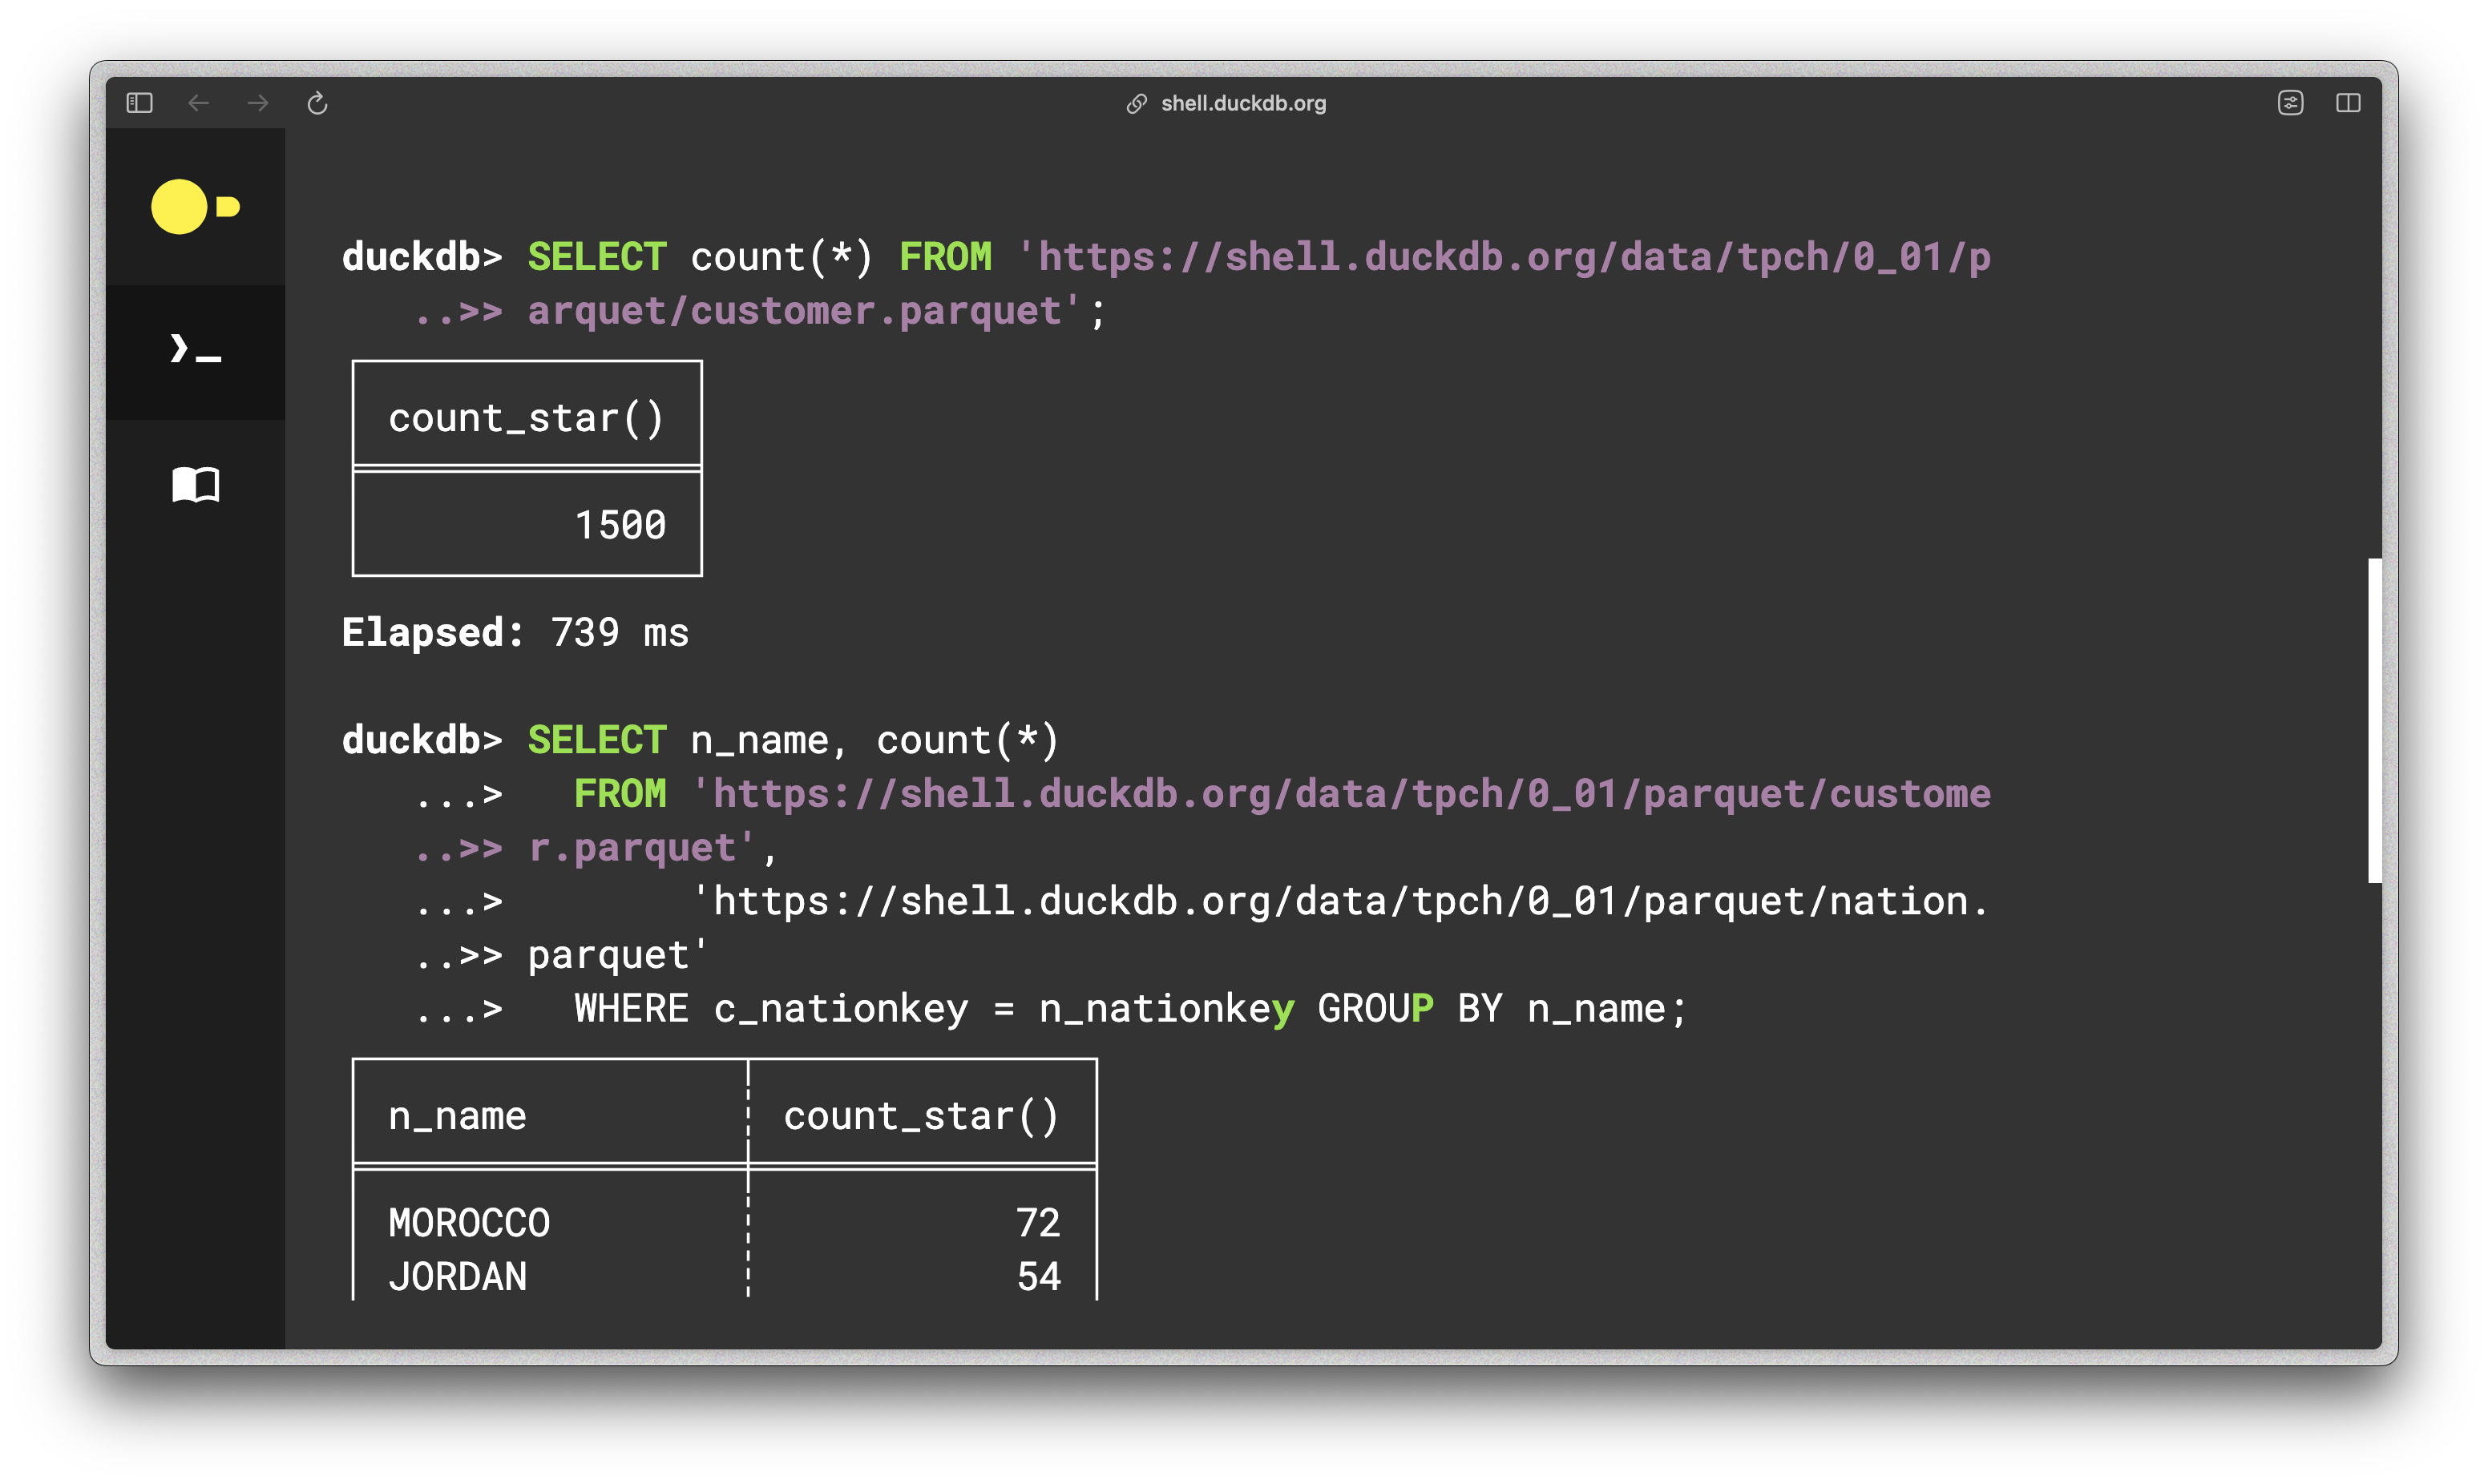 shell.duckdb.org
duckdb> SELECT count(*) FROM 'https://shell.duckdb.org/data/tpch/0_01/p
..>> arquet/customer.parquet';
count_star()
1500
Elapsed: 739 ms
duckdb> SELECT n_name, count(*)
...>   FROM 'https://shell.duckdb.org/data/tpch/0_01/parquet/custome
..>> r.parquet',
...>        'https://shell.duckdb.org/data/tpch/0_01/parquet/nation.
..>> parquet'
...>   WHERE c_nationkey = n_nationkey GROUP BY n_name;
n_name count_star()
MOROCCO 72
JORDAN 54